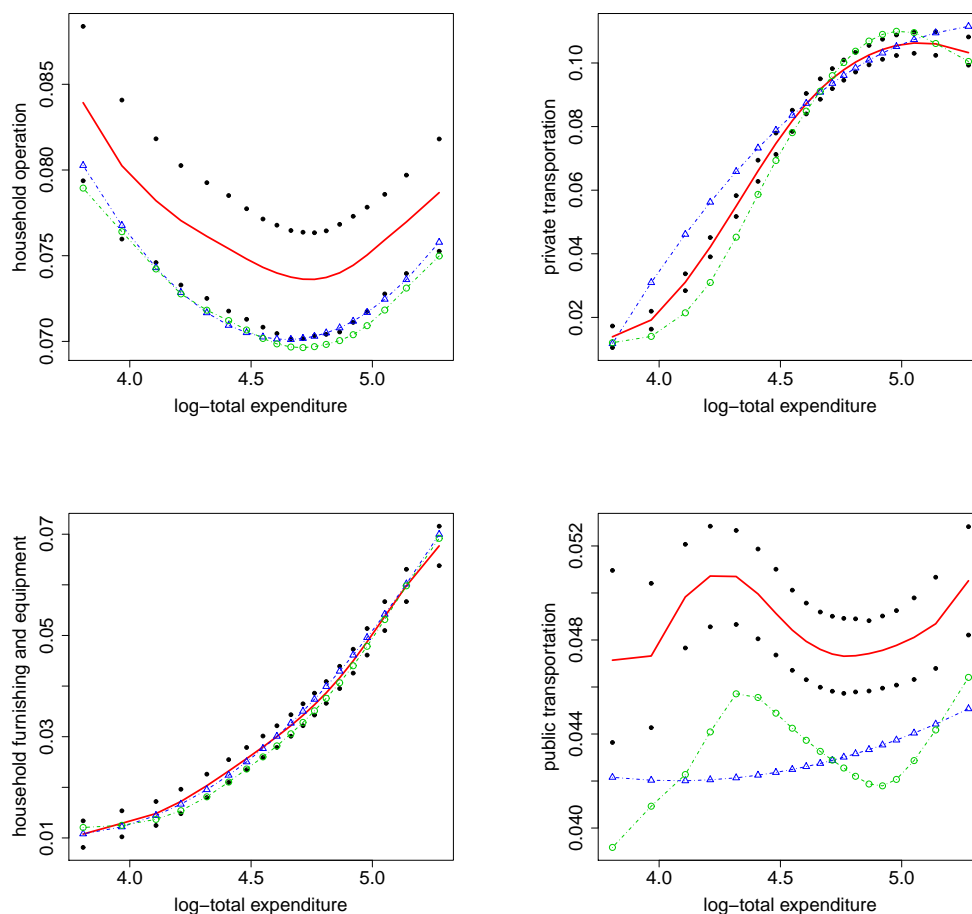 household operation
0.070 0.075 0.080 0.085
4.0 4.5 5.0
log−total expenditure
private transportation
0.02 0.04 0.06 0.08 0.10
4.0 4.5 5.0
log−total expenditure
household furnishing and equipment
0.01 0.03 0.05 0.07
4.0 4.5 5.0
log−total expenditure
public transportation
0.040 0.044 0.048 0.052
4.0 4.5 5.0
log−total expenditure